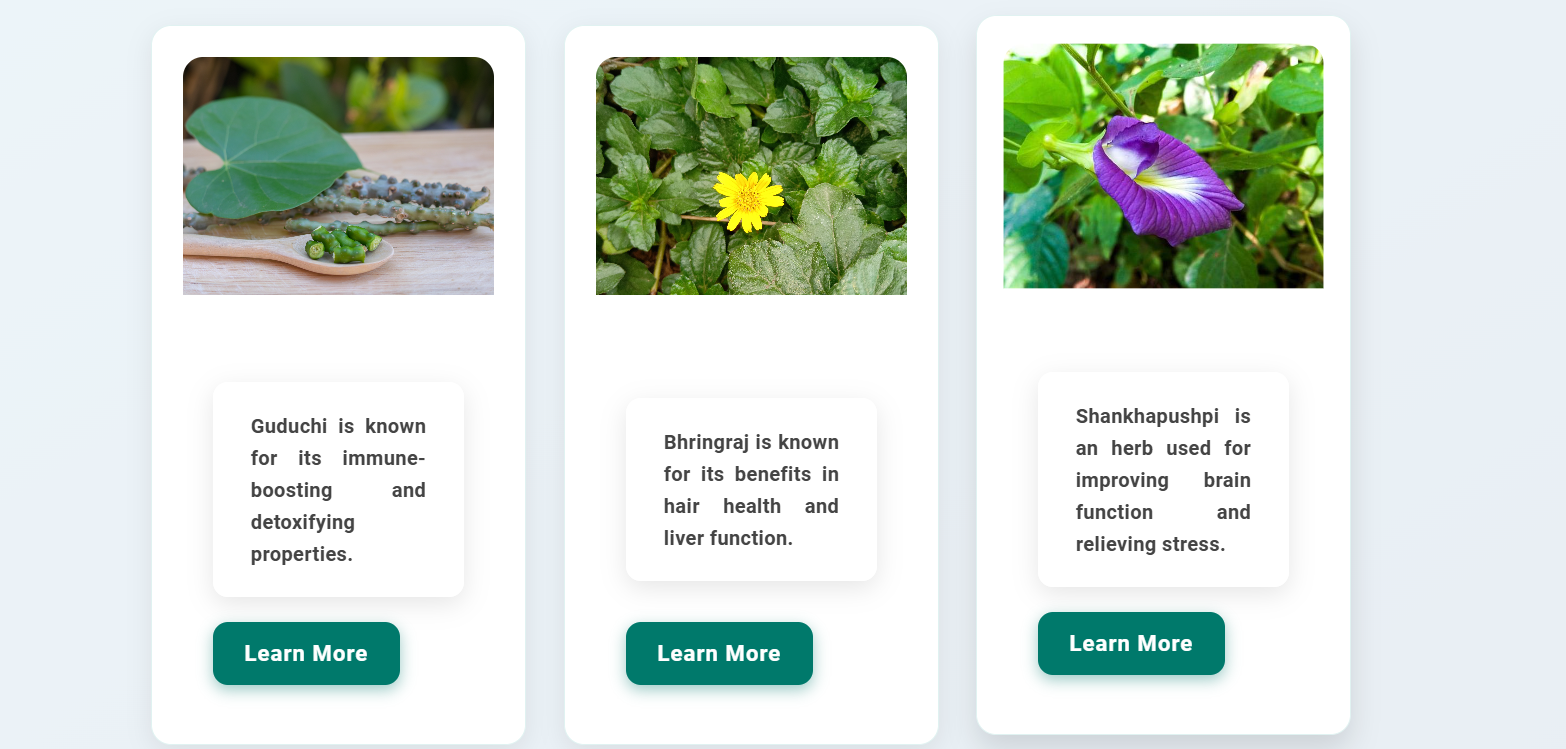 Guduchi is known
for its immune-
boosting and
detoxifying
properties.
Learn More
Bhringraj is known
for its benefits in
hair health and
liver function.
Learn More
Shankhapushpi is
an herb used for
improving brain
function and
relieving stress.
Learn More